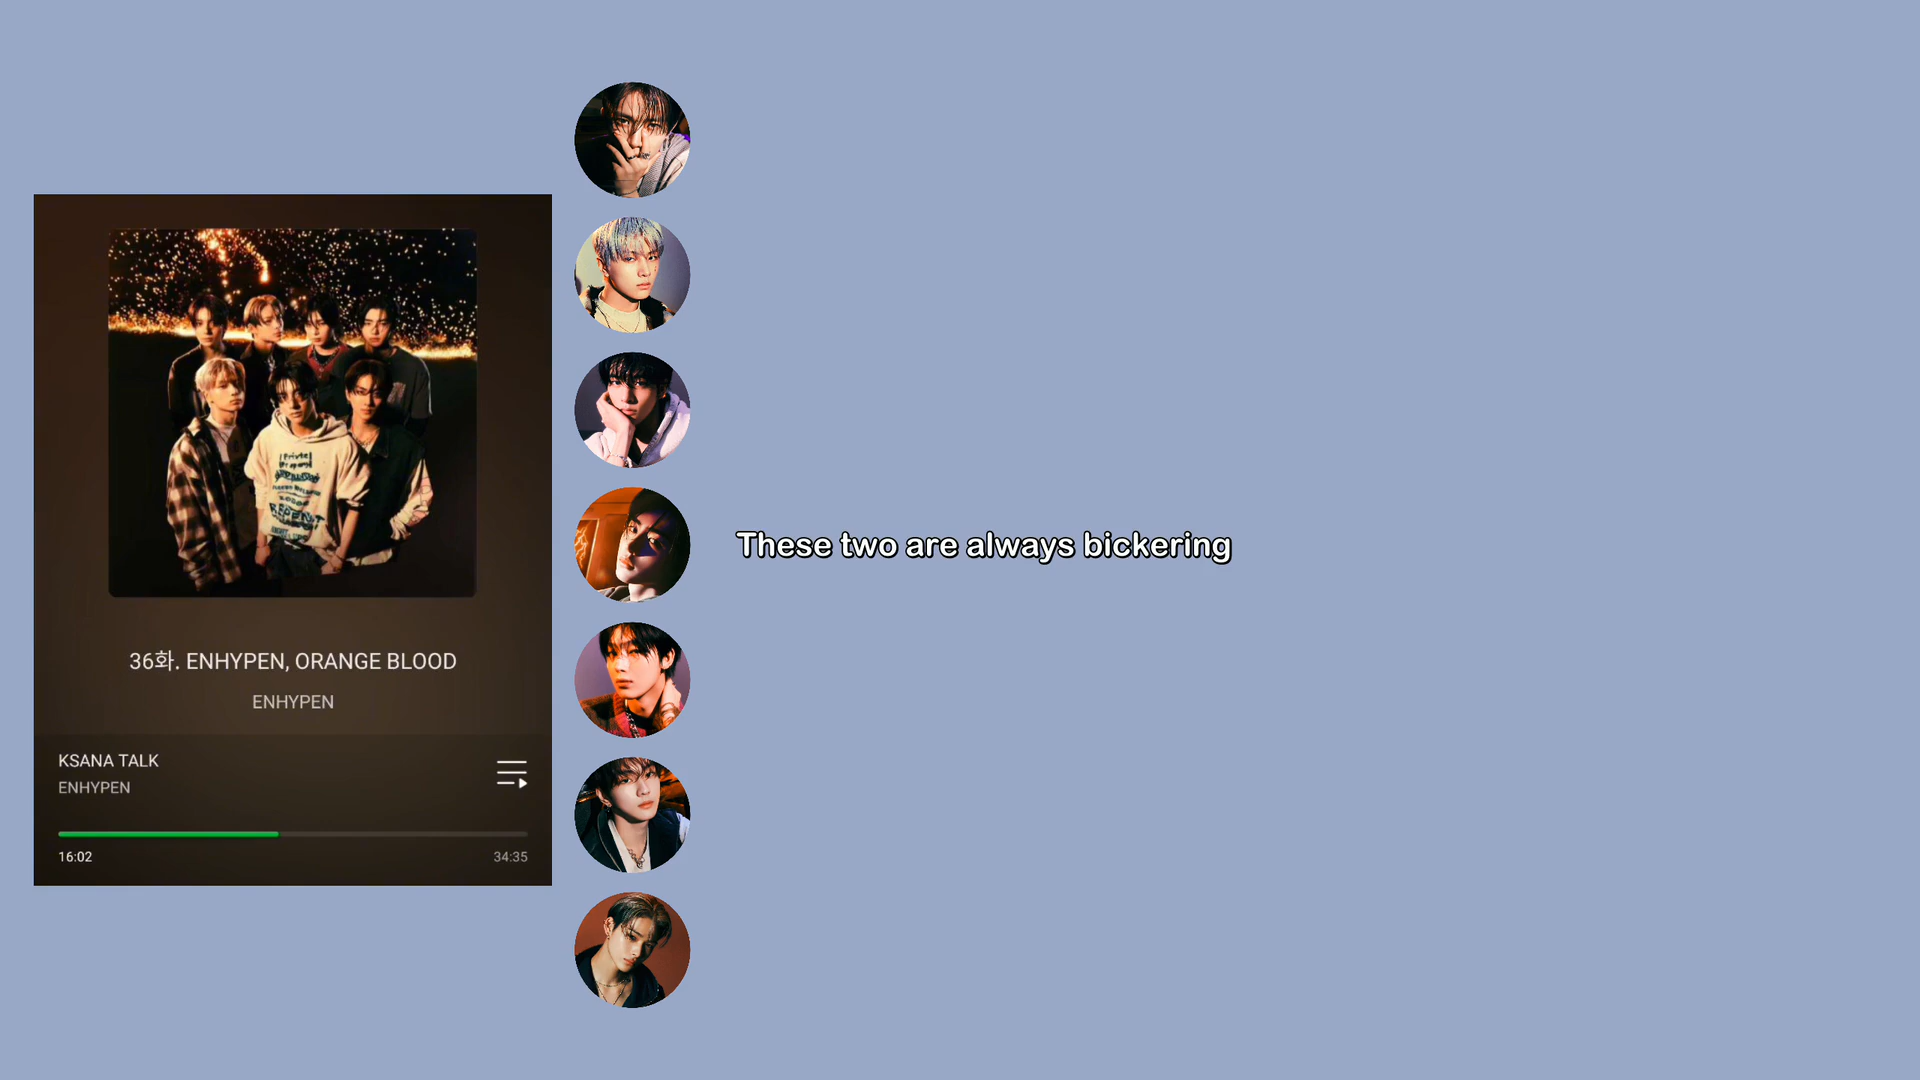 36화. ENHYPEN, ORANGE BLOOD
ENHYPEN
KSANA TALK
ENHYPEN
16:02
34:35
These two are always bickering